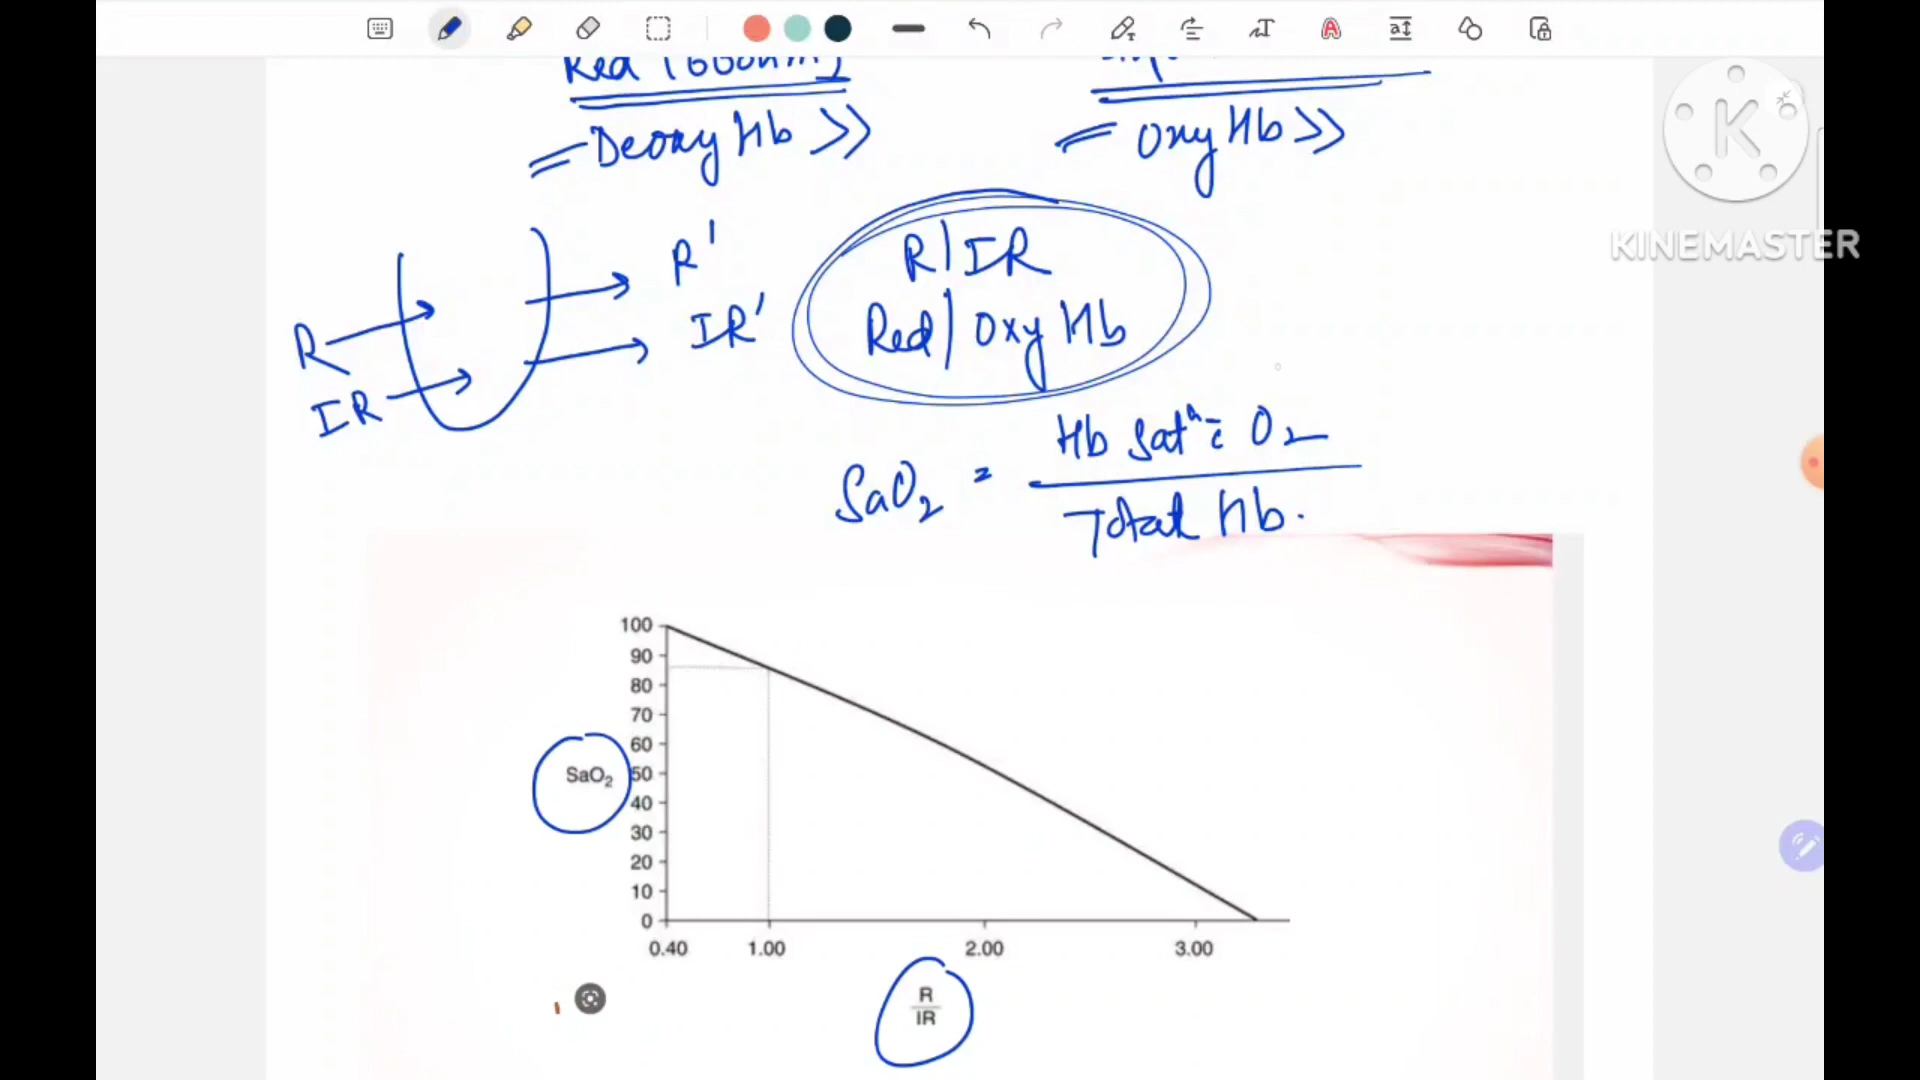 Red (660nm)
= Deoxy Hb >>
= Oxy Hb >>
K
KINEMASTER
R
IR
R'
IR'
R | IR
Red | Oxy Hb
SaO2 = Hb satⁿ c̄ O2
Total Hb.
100
90
80
70
60
50
40
30
20
10
0
SaO2
0.40 1.00 2.00 3.00
R
IR